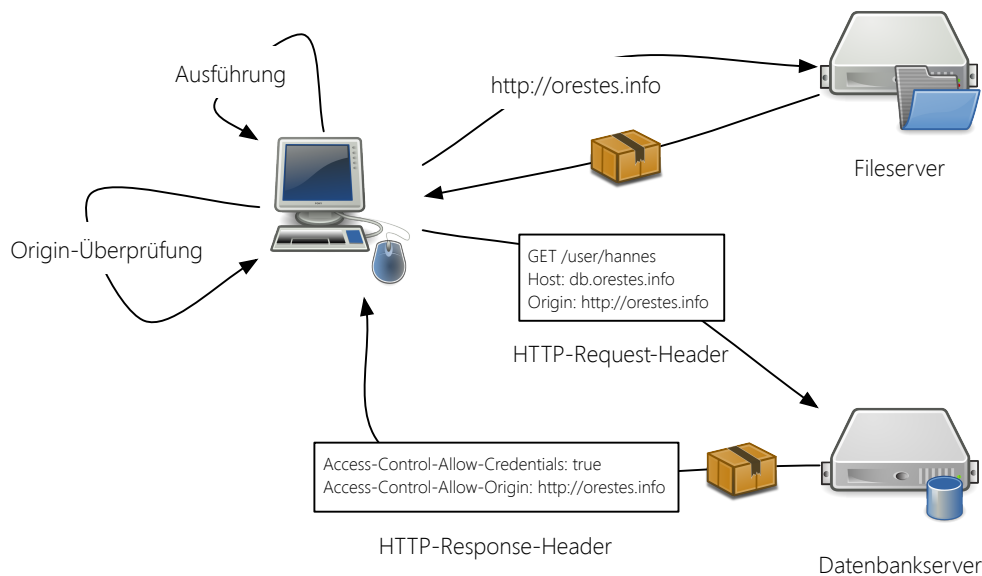 Ausführung
http://orestes.info
Fileserver
Origin-Überprüfung
GET /user/hannes
Host: db.orestes.info
Origin: http://orestes.info
HTTP-Request-Header
Access-Control-Allow-Credentials: true
Access-Control-Allow-Origin: http://orestes.info
HTTP-Response-Header
Datenbankserver